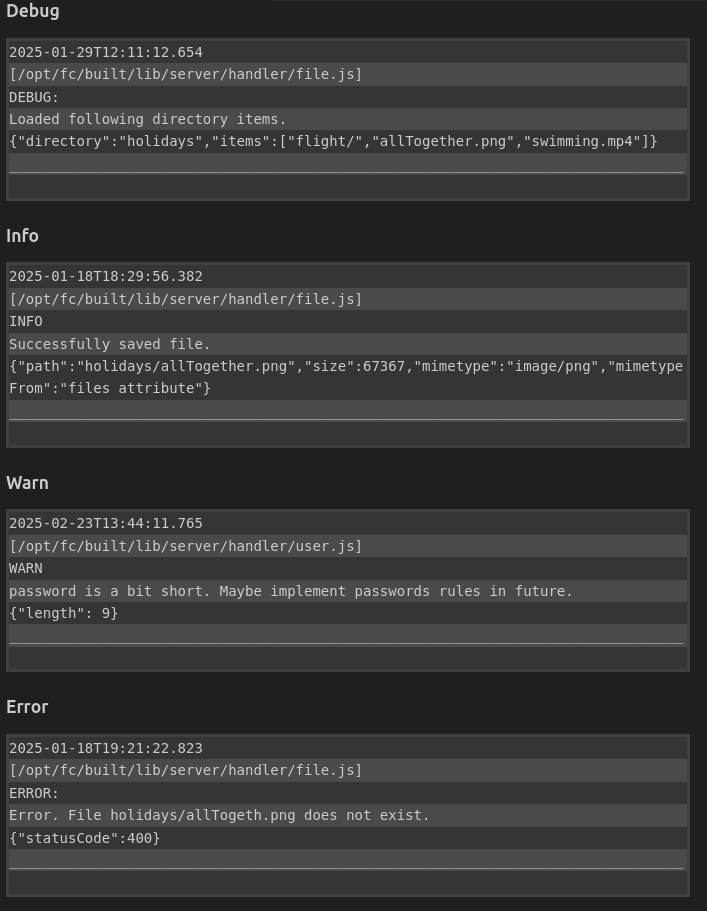 Debug
2025-01-29T12:11:12.654
[/opt/fc/built/lib/server/handler/file.js]
DEBUG:
Loaded following directory items.
{"directory":"holidays","items":["flight/","allTogether.png","swimming.mp4"]}
________________________________________________________________________________
Info
2025-01-18T18:29:56.382
[/opt/fc/built/lib/server/handler/file.js]
INFO
Successfully saved file.
{"path":"holidays/allTogether.png","size":67367,"mimetype":"image/png","mimetype
From":"files attribute"}
________________________________________________________________________________
Warn
2025-02-23T13:44:11.765
[/opt/fc/built/lib/server/handler/user.js]
WARN
password is a bit short. Maybe implement passwords rules in future.
{"length": 9}
________________________________________________________________________________
Error
2025-01-18T19:21:22.823
[/opt/fc/built/lib/server/handler/file.js]
ERROR:
Error. File holidays/allTogeth.png does not exist.
{"statusCode":400}
________________________________________________________________________________